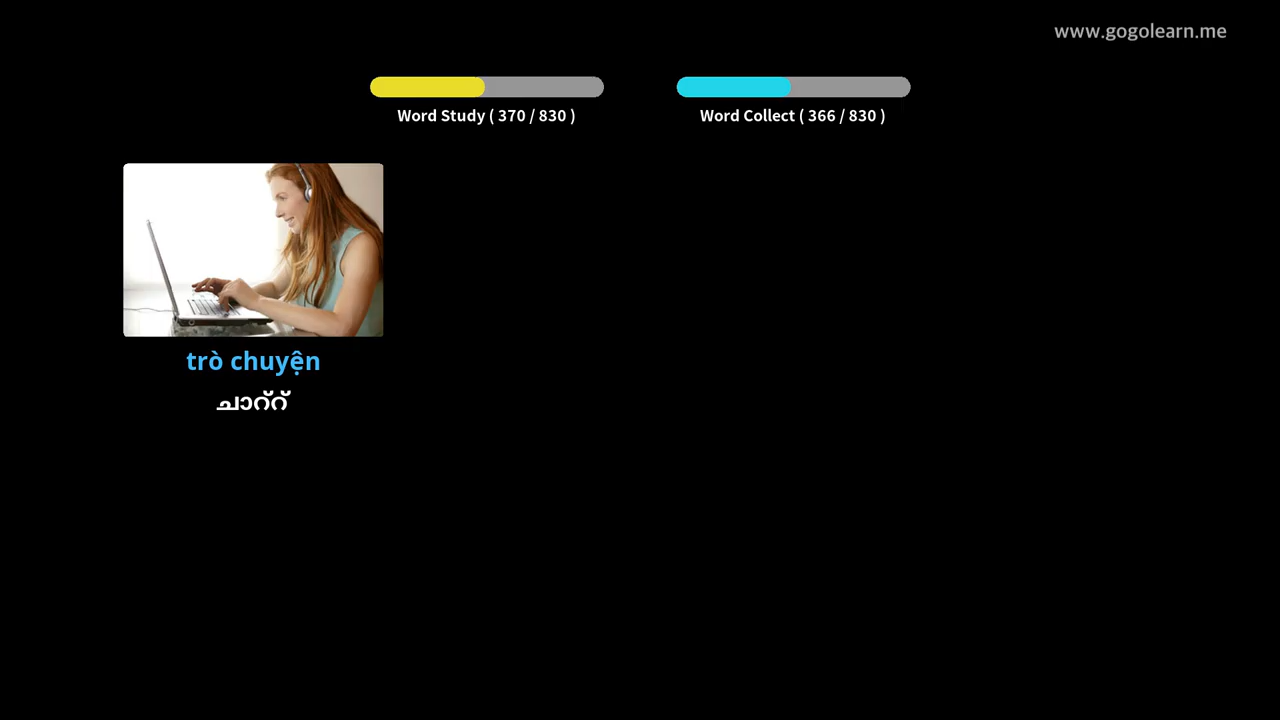 www.gogolearn.me
Word Study ( 370 / 830 )
Word Collect ( 366 / 830 )
trò chuyện
ചാറ്റ്